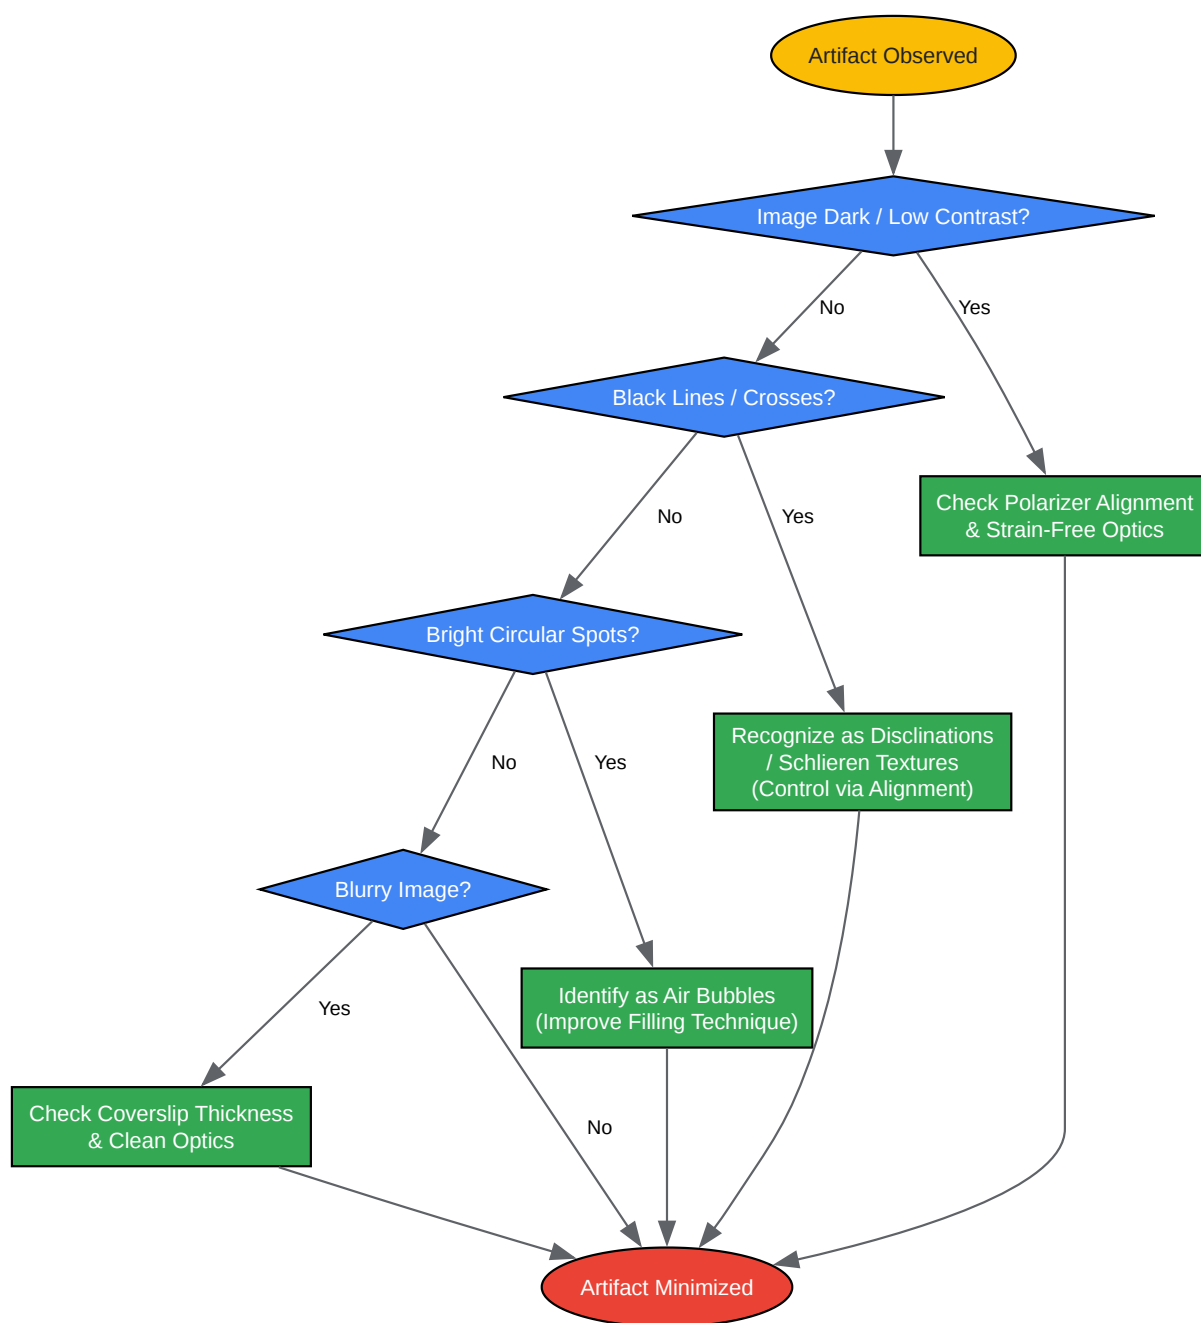 Artifact Observed
Image Dark / Low Contrast?
No
Yes
Black Lines / Crosses?
No
Yes
Check Polarizer Alignment
& Strain-Free Optics
Bright Circular Spots?
No
Yes
Recognize as Disclinations
/ Schlieren Textures
(Control via Alignment)
Blurry Image?
Yes
No
Identify as Air Bubbles
(Improve Filling Technique)
Check Coverslip Thickness
& Clean Optics
Artifact Minimized